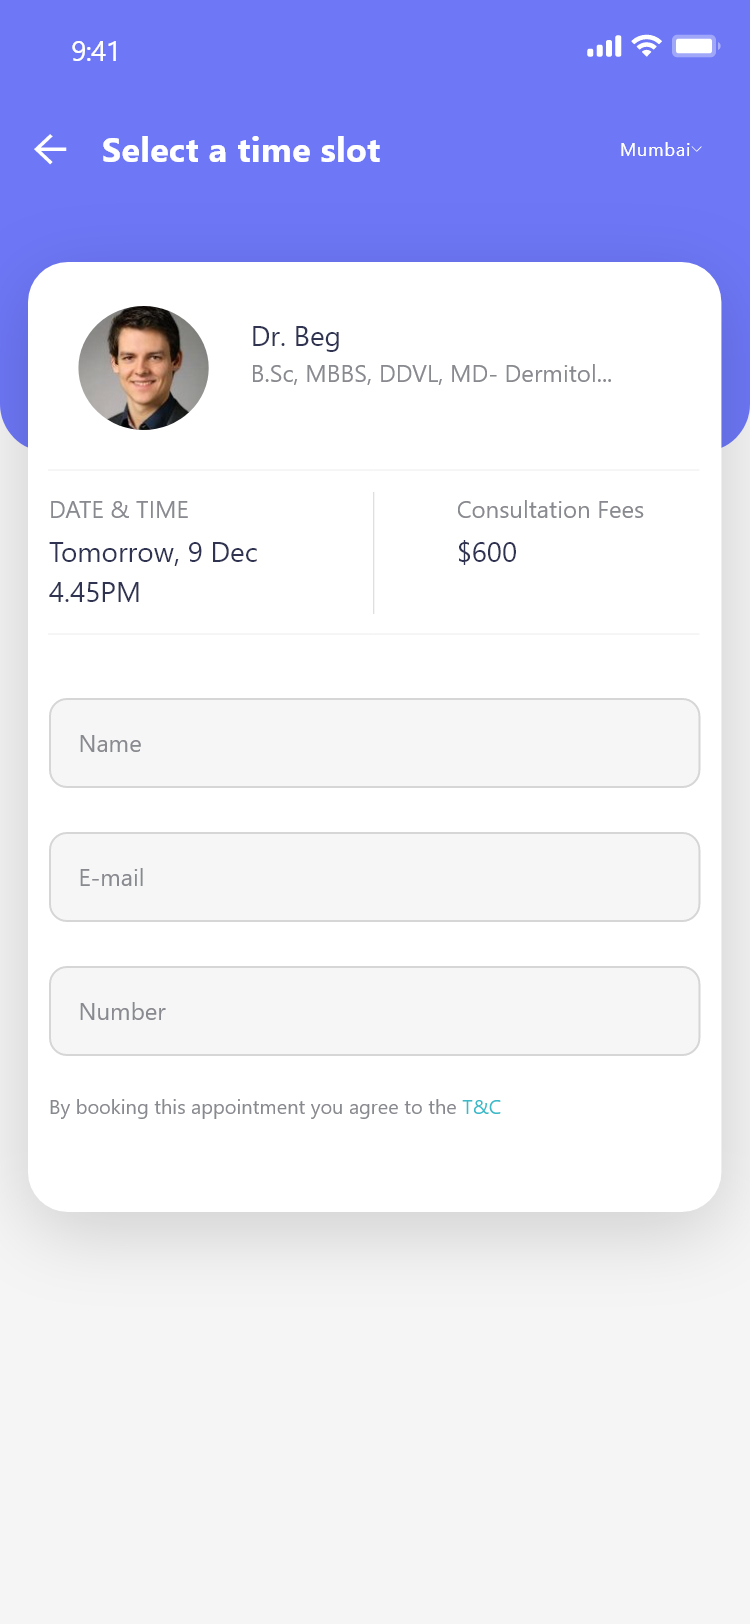 9:41
Select a time slot
Mumbai
Dr. Beg
B.Sc, MBBS, DDVL, MD- Dermitol...
DATE & TIME
Consultation Fees
Tomorrow, 9 Dec
$600
4.45PM
Name
E-mail
Number
By booking this appointment you agree to the T&C